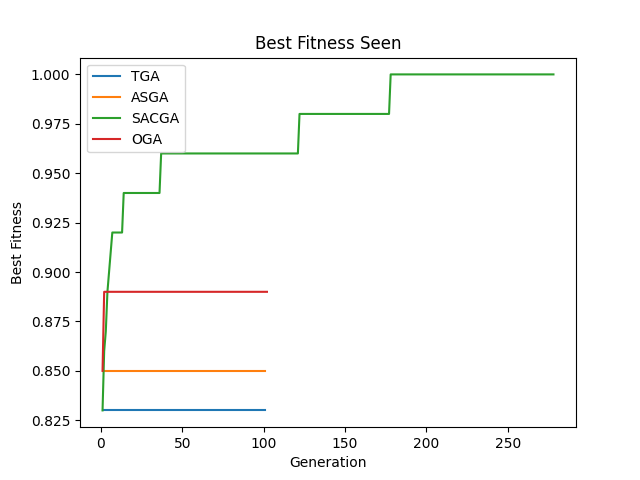 Best Fitness Seen
TGA
ASGA
SACGA
OGA
1.000
0.975
0.950
0.925
0.900
0.875
0.850
0.825
Best Fitness
0 50 100 150 200 250
Generation